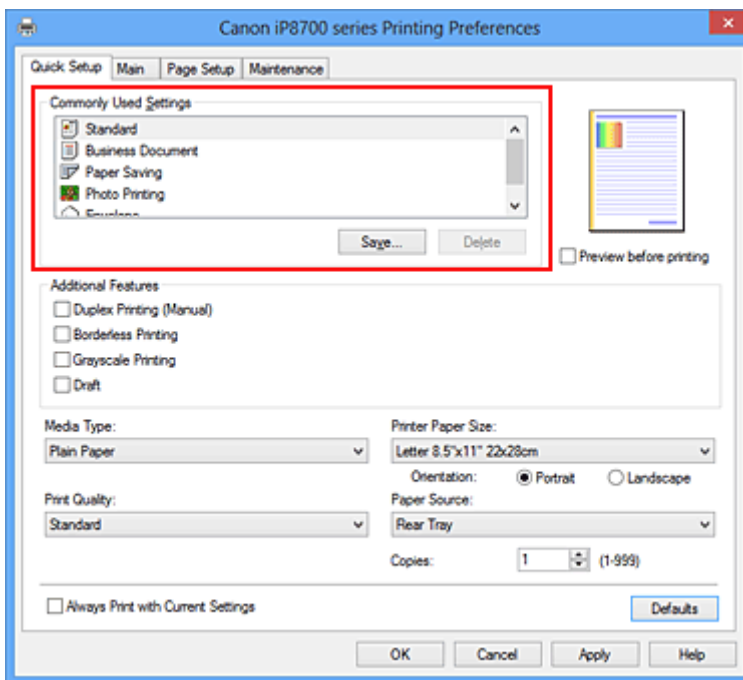 Canon iP8700 series Printing Preferences
Quick Setup Main Page Setup Maintenance
Commonly Used Settings
Standard
Business Document
Paper Saving
Photo Printing
Envelope
Save... Delete
Preview before printing
Additional Features
Duplex Printing (Manual)
Borderless Printing
Grayscale Printing
Draft
Media Type:
Plain Paper
Printer Paper Size:
Letter 8.5"x11" 22x28cm
Orientation: Portrait Landscape
Print Quality:
Standard
Paper Source:
Rear Tray
Copies: 1 (1-999)
Always Print with Current Settings
Defaults
OK Cancel Apply Help